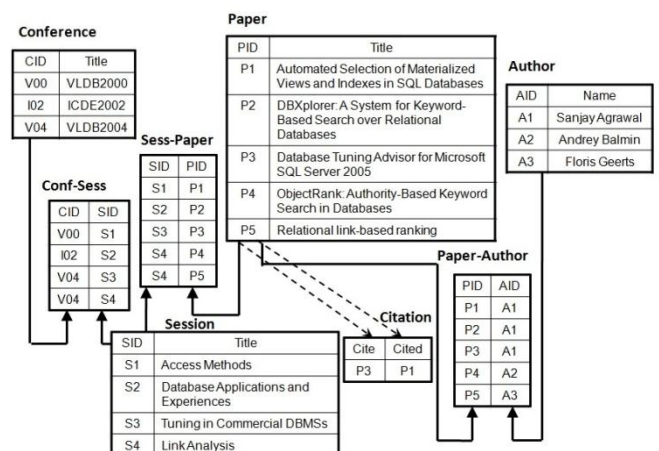 Conference
CID Title
V00 VLDB2000
I02 ICDE2002
V04 VLDB2004
Paper
PID Title
P1 Automated Selection of Materialized
Views and Indexes in SQL Databases
P2 DBXplorer: A System for Keyword-
Based Search over Relational
Databases
P3 Database Tuning Advisor for Microsoft
SQL Server 2005
P4 ObjectRank: Authority-Based Keyword
Search in Databases
P5 Relational link-based ranking
Author
AID Name
A1 Sanjay Agrawal
A2 Andrey Balmin
A3 Floris Geerts
Sess-Paper
SID PID
S1 P1
S2 P2
S3 P3
S4 P4
S4 P5
Conf-Sess
CID SID
V00 S1
I02 S2
V04 S3
V04 S4
Paper-Author
PID AID
P1 A1
P2 A1
P3 A1
P4 A2
P5 A3
Citation
Cite Cited
P3 P1
Session
SID Title
S1 Access Methods
S2 Database Applications and
Experiences
S3 Tuning in Commercial DBMSs
S4 Link Analysis